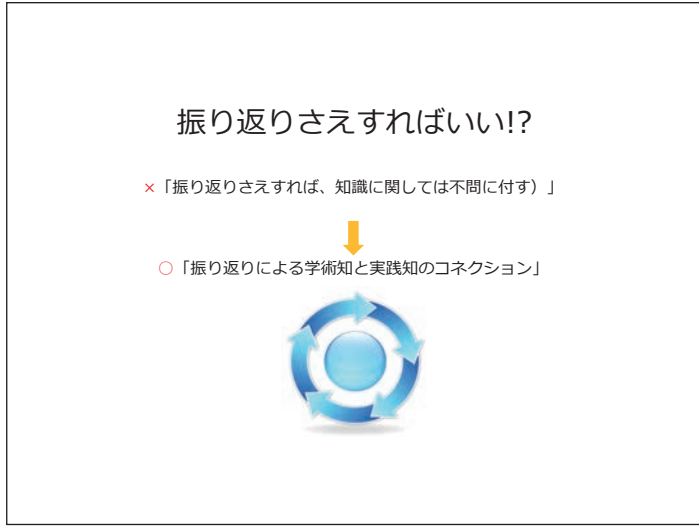 振り返りさえすればいい!?
×「振り返りさえすれば、知識に関しては不問に付す）」
○「振り返りによる学術知と実践知のコネクション」